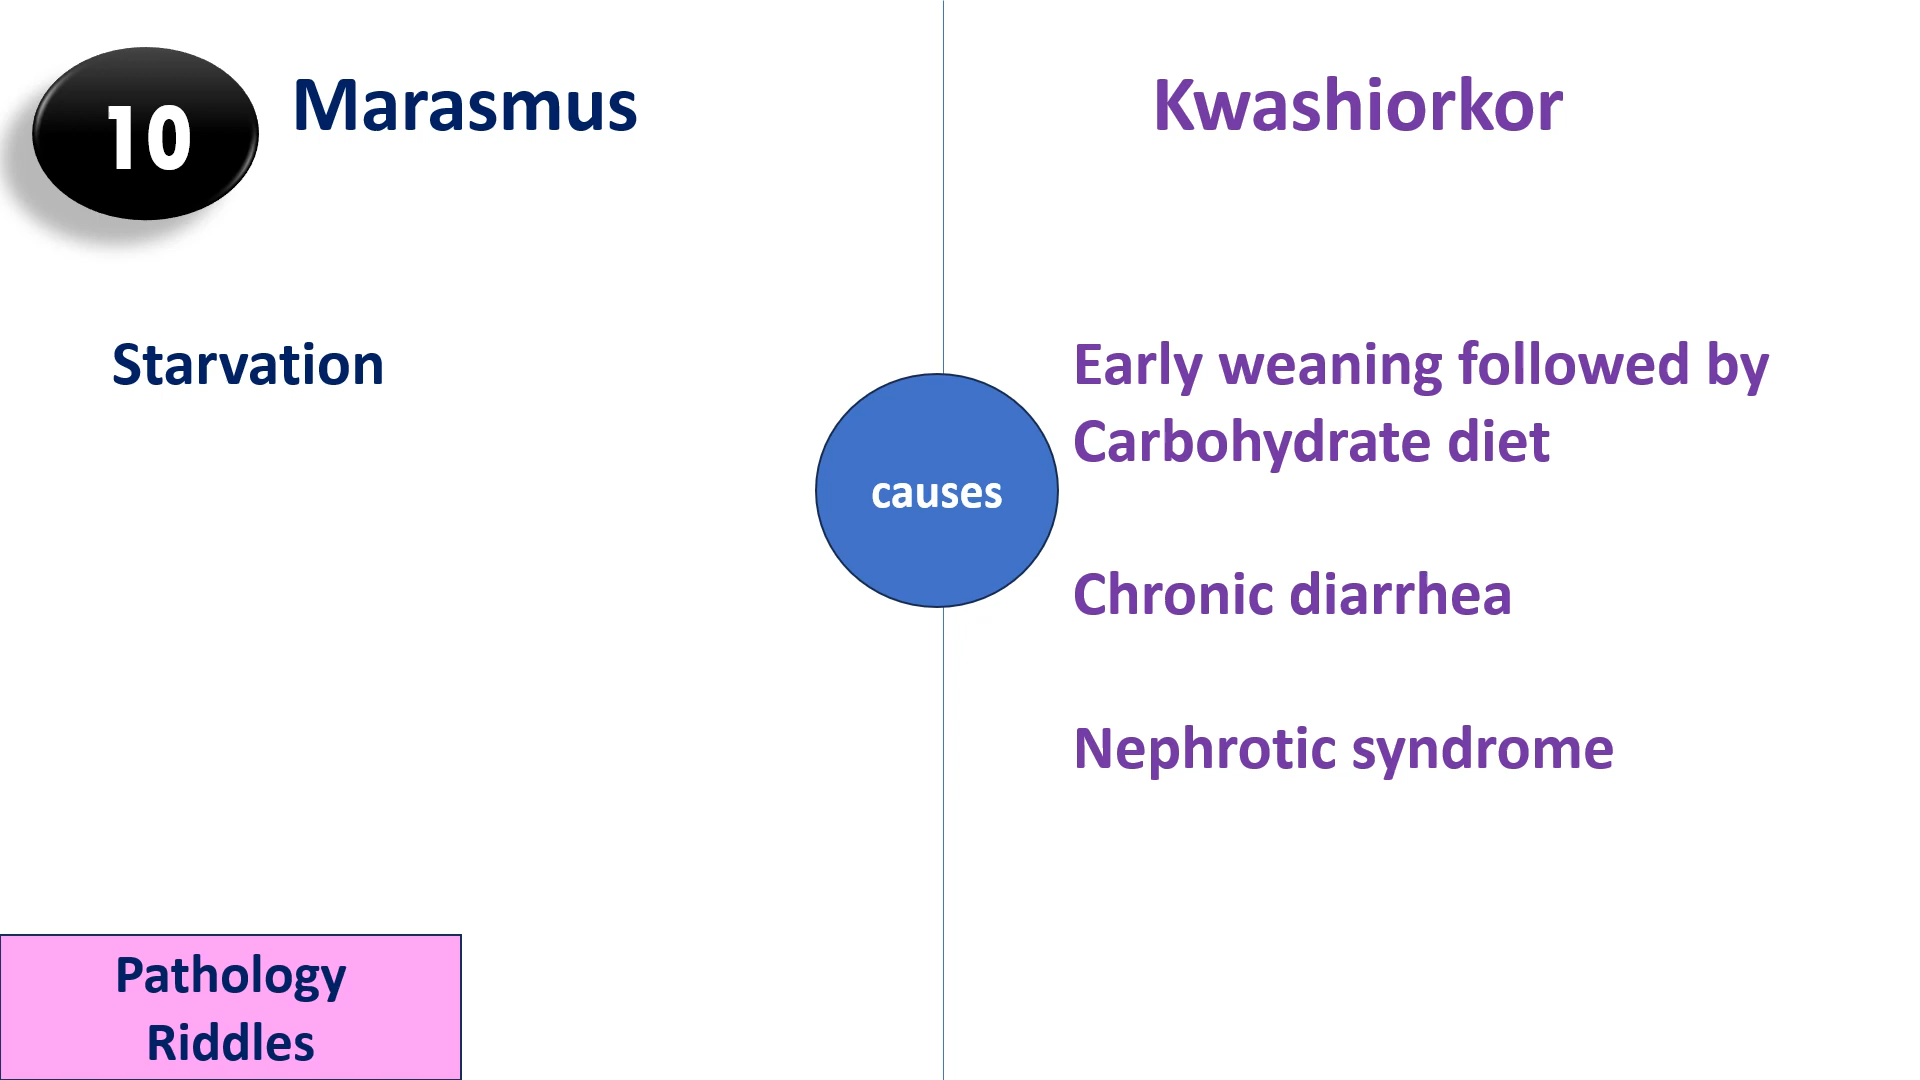 10
Marasmus
Kwashiorkor
Starvation
causes
Early weaning followed by
Carbohydrate diet
Chronic diarrhea
Nephrotic syndrome
Pathology
Riddles